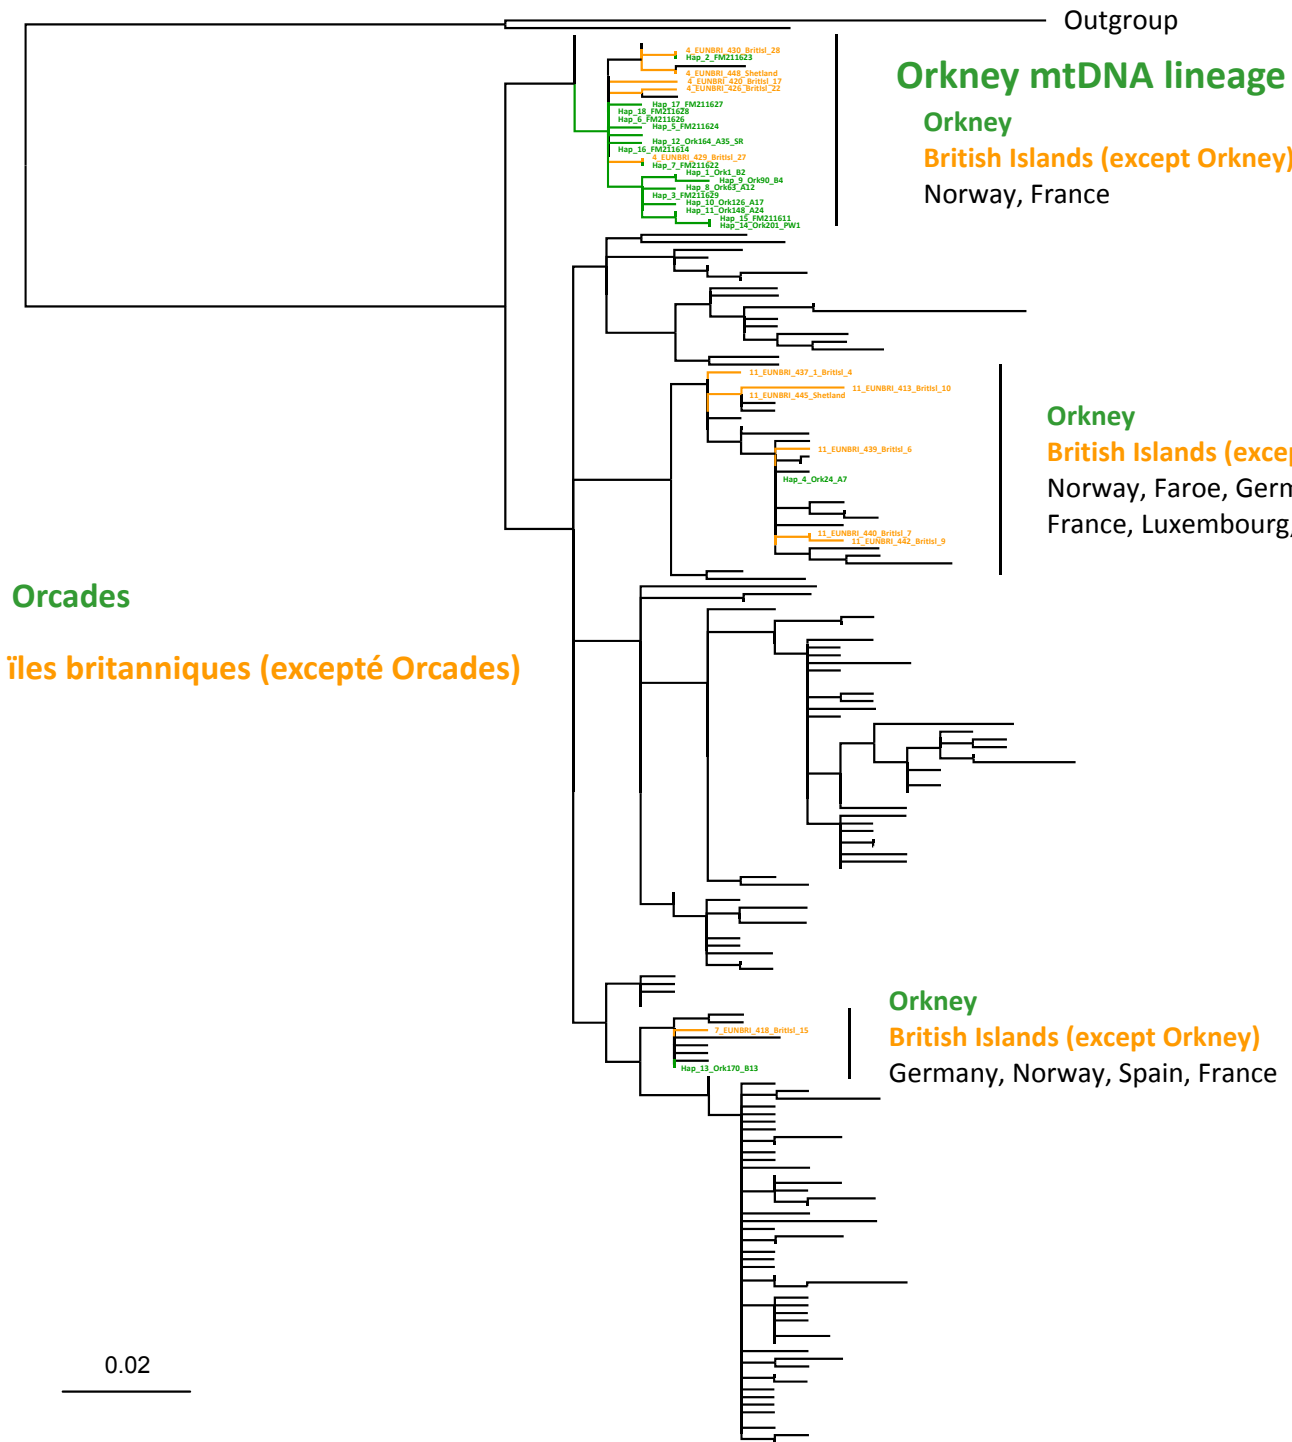 Outgroup
4_EUNBRI_430_BritIsl_28
Hap_2_FM211623
4_EUNBRI_448_Shetland
4_EUNBRI_420_BritIsl_17
4_EUNBRI_426_BritIsl_22
Hap_17_FM211627
Hap_18_FM211628
Hap_6_FM211626
Hap_5_FM211624
Hap_12_Ork164_A35_SR
Hap_16_FM211614
4_EUNBRI_429_BritIsl_27
Hap_7_FM211622
Hap_1_Ork1_B2
Hap_9_Ork90_B4
Hap_8_Ork63_A12
Hap_3_FM211629
Hap_10_Ork126_A17
Hap_11_Ork148_A24
Hap_15_FM211611
Hap_14_Ork201_PW1
Orkney mtDNA lineage
Orkney
British Islands (except Orkney)
Norway, France
11_EUNBRI_437_1_BritIsl_4
11_EUNBRI_413_BritIsl_10
11_EUNBRI_445_Shetland
11_EUNBRI_439_BritIsl_6
Hap_4_Ork24_A7
11_EUNBRI_440_BritIsl_7
11_EUNBRI_442_BritIsl_9
Orkney
British Islands (excep
Norway, Faroe, Germ
France, Luxembourg,
Orcades
ïles britanniques (excepté Orcades)
7_EUNBRI_418_BritIsl_15
Hap_13_Ork170_B13
Orkney
British Islands (except Orkney)
Germany, Norway, Spain, France
0.02